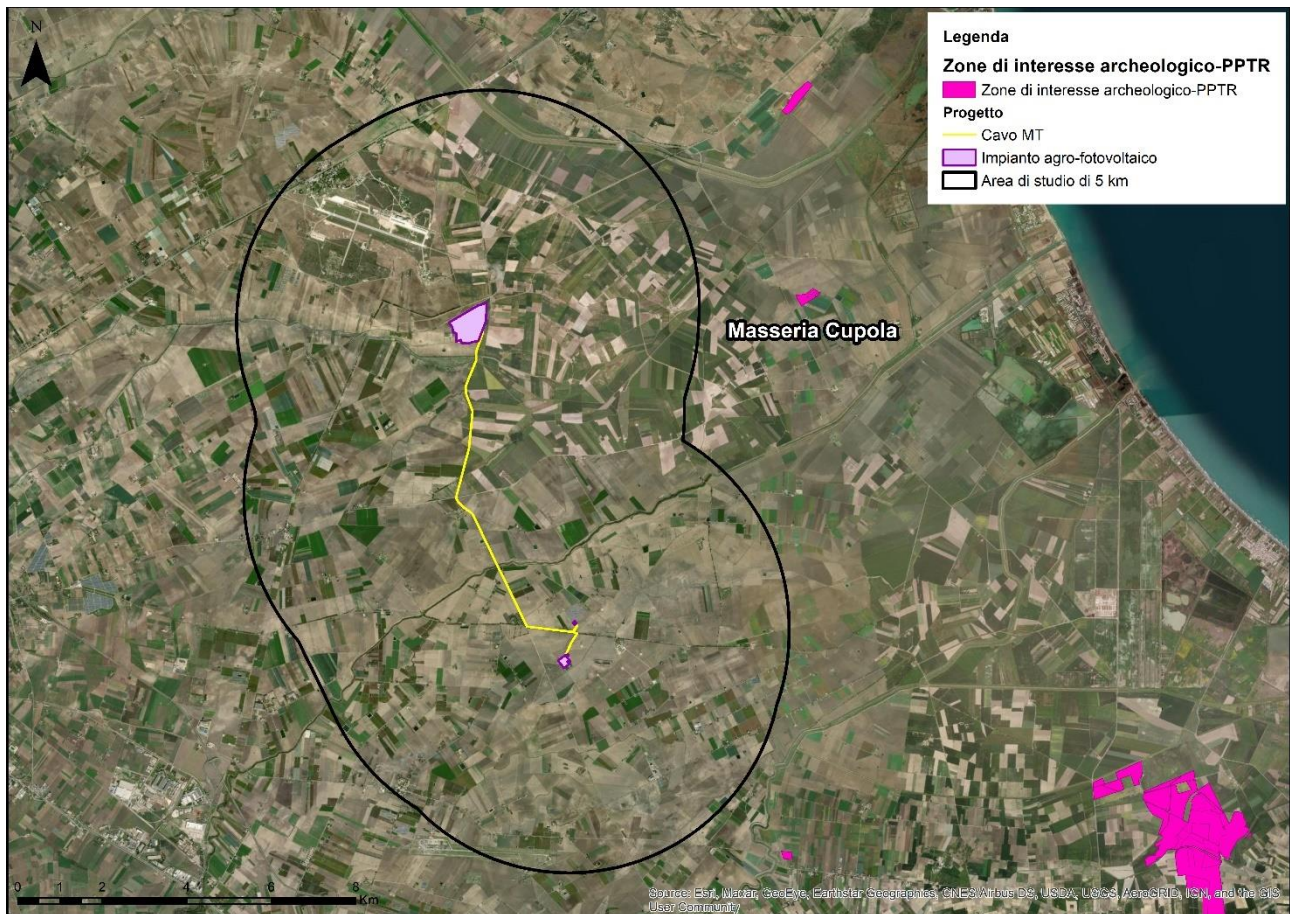 N
Legenda
Zone di interesse archeologico-PPTR
Zone di interesse archeologico-PPTR
Progetto
Cavo MT
Impianto agro-fotovoltaico
Area di studio di 5 km
Masseria Cupola
0 1 2 4 6 8
Km
Source: Esri, Maxar, GeoEye, Earthstar Geographics, CNES/Airbus DS, USDA, USGS, AeroGRID, IGN, and the GIS
User Community